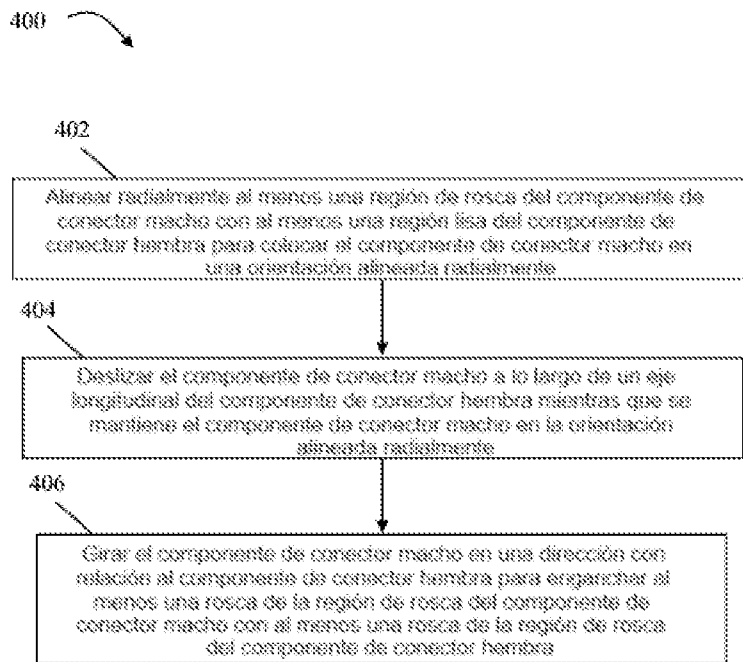 400
402
Alinear radialmente al menos una región de rosca del componente de
conector macho con al menos una región lisa del componente de
conector hembra para colocar el componente de conector macho en
una orientación alineada radialmente
404
Deslizar el componente de conector macho a lo largo de un eje
longitudinal del componente de conector hembra mientras que se
mantiene el componente de conector macho en la orientación
alineada radialmente
406
Girar el componente de conector macho en una dirección con
relación al componente de conector hembra para enganchar al
menos una rosca de la región de rosca del componente de
conector macho con al menos una rosca de la región de rosca
del componente de conector hembra